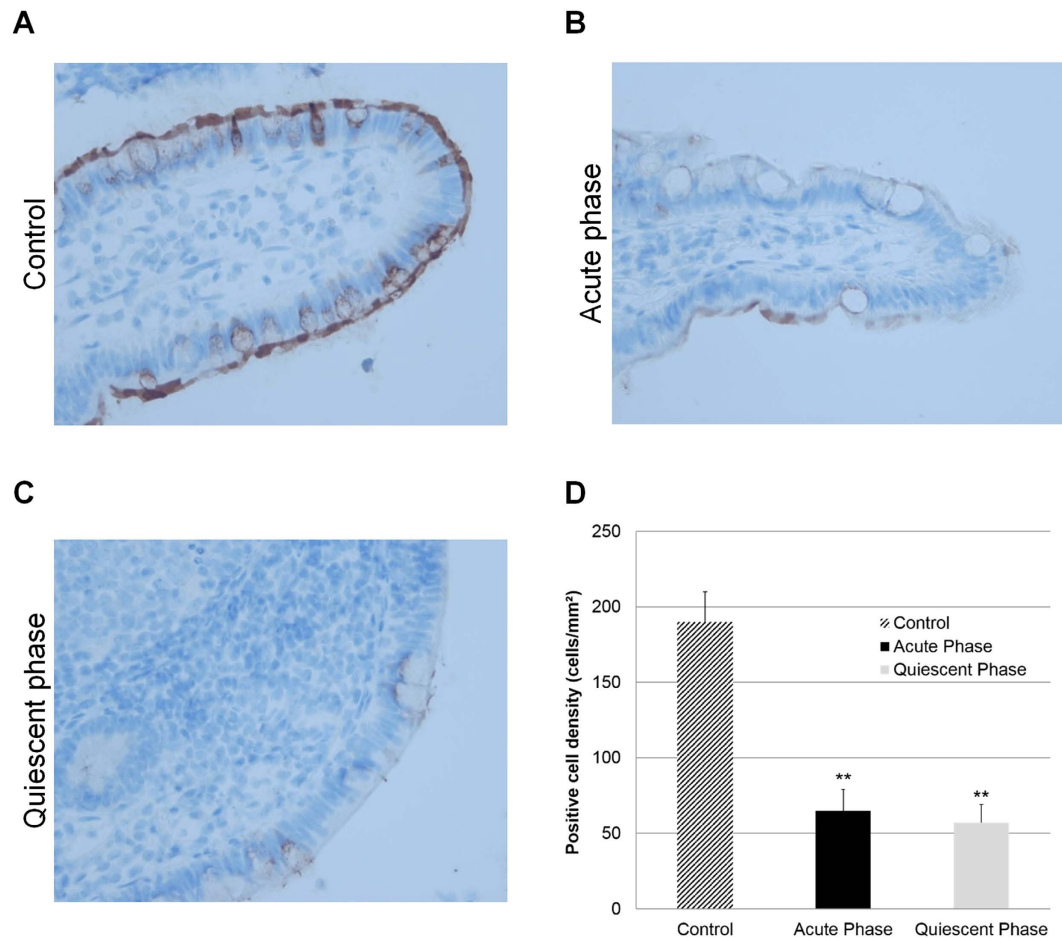 A
Control
B
Acute phase
C
Quiescent phase
D
Positive cell density (cells/mm²)
250
200
150
100
50
0
Control
Acute Phase
Quiescent Phase
**
**
Control
Acute Phase
Quiescent Phase